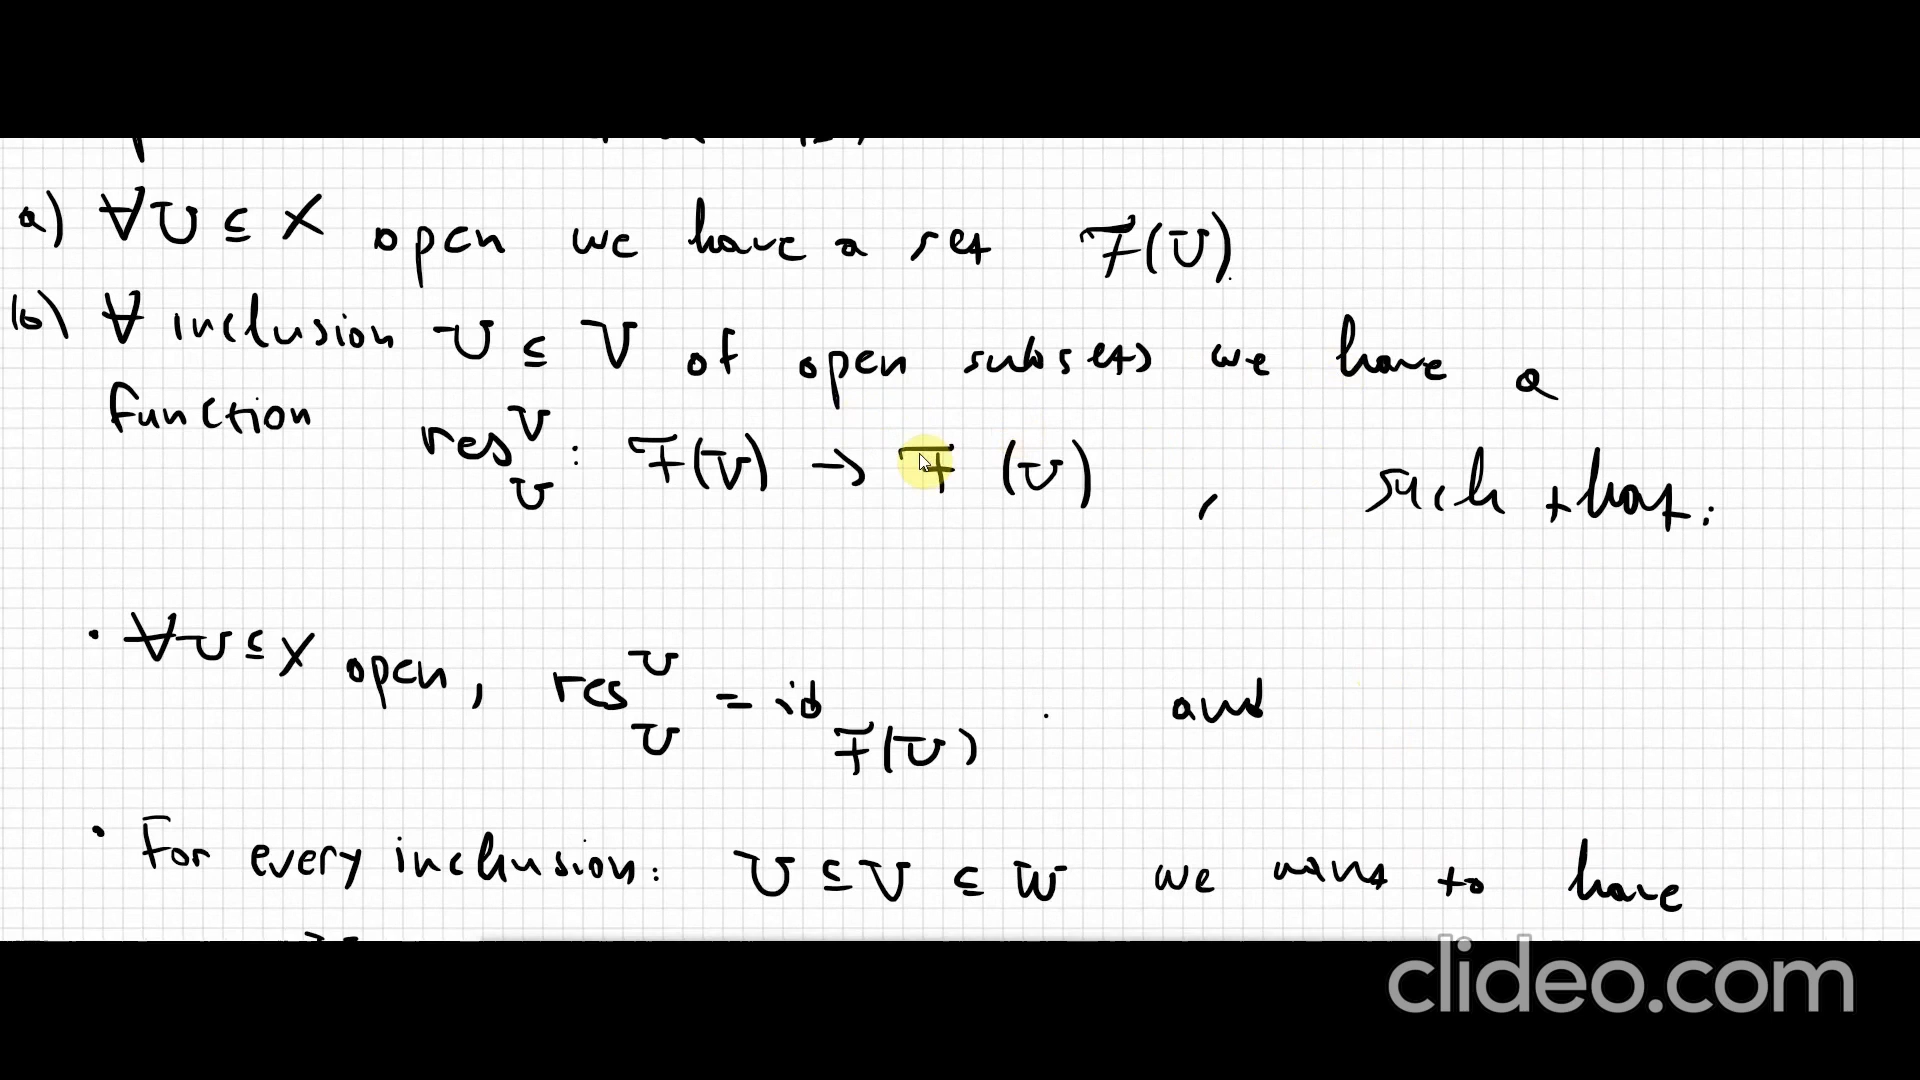 a) ∀U ⊆ X open we have a set F(U).
b) ∀ inclusion U ⊆ V of open subsets we have a
function res^V_U : F(V) → F(U), such that:
· ∀U ⊆ X open, res^U_U = id_F(U). and
· For every inclusion: U ⊆ V ⊆ W we want to have
clideo.com